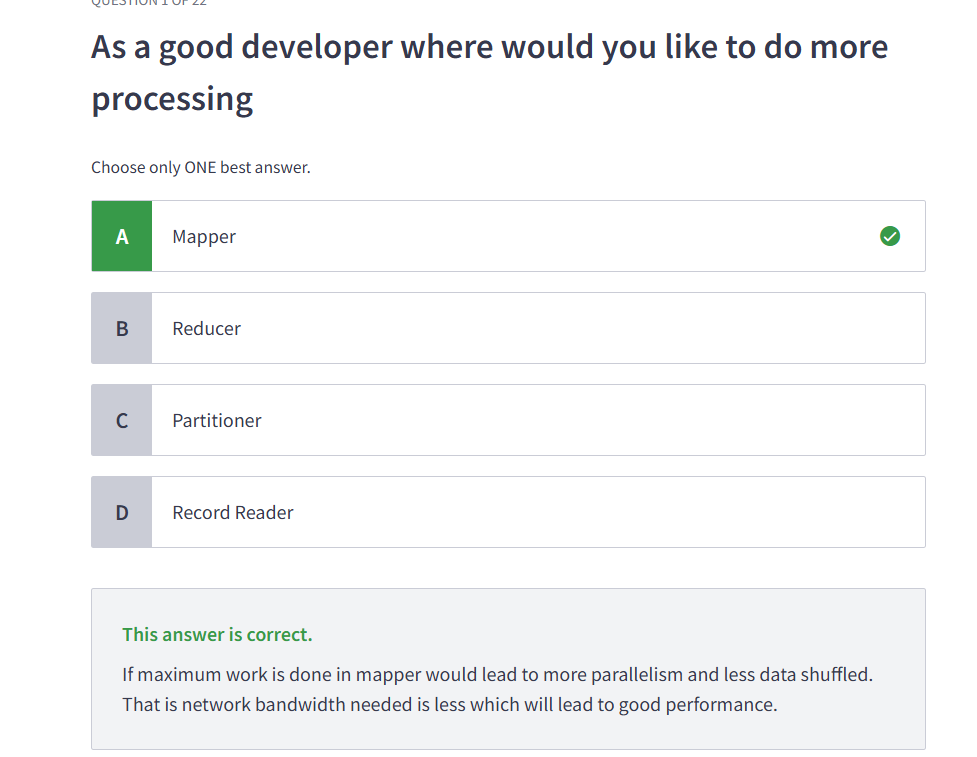 QUESTION 1 OF 22
As a good developer where would you like to do more
processing
Choose only ONE best answer.
A Mapper
B Reducer
C Partitioner
D Record Reader
This answer is correct.
If maximum work is done in mapper would lead to more parallelism and less data shuffled.
That is network bandwidth needed is less which will lead to good performance.